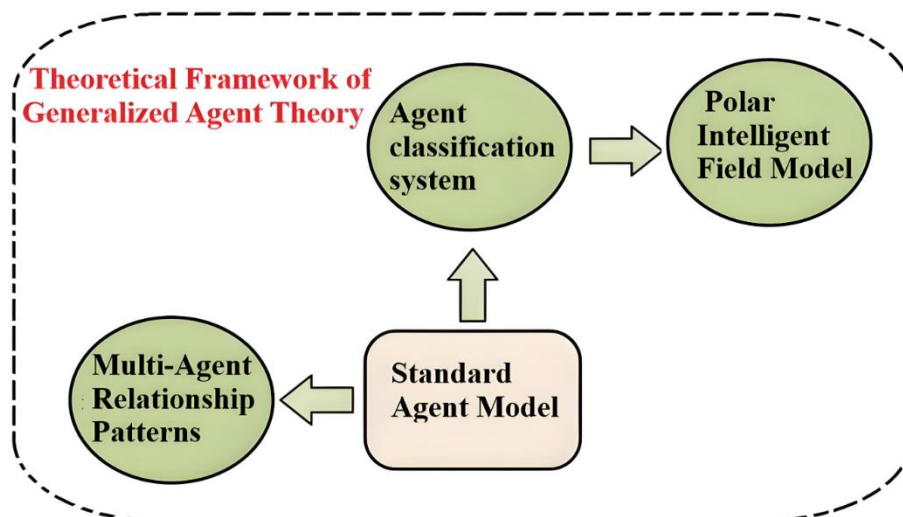 Theoretical Framework of
Generalized Agent Theory
Agent
classification
system
Polar
Intelligent
Field Model
Multi-Agent
Relationship
Patterns
Standard
Agent Model